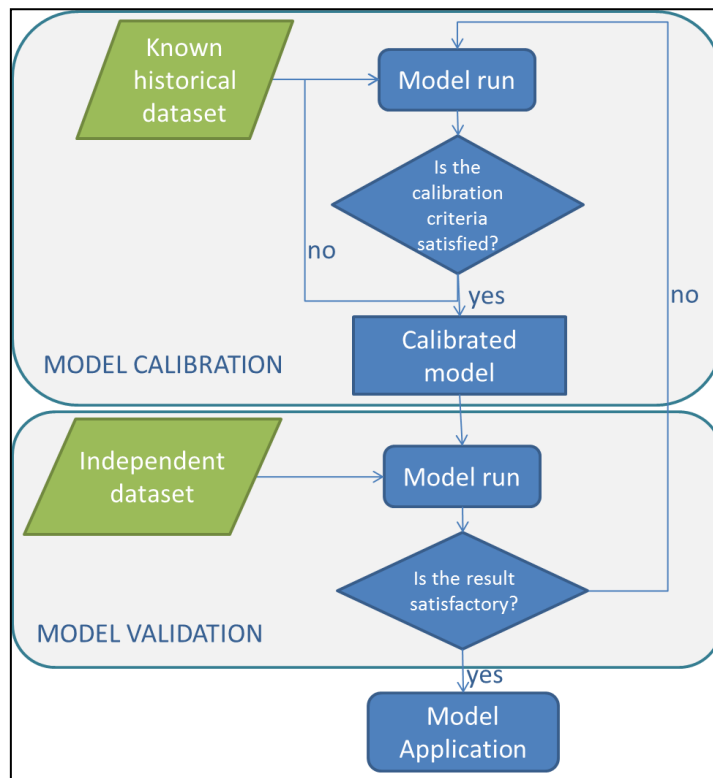 Known
historical
dataset
Model run
Is the
calibration
criteria
satisfied?
no
yes
no
Calibrated
model
MODEL CALIBRATION
Independent
dataset
Model run
Is the result
satisfactory?
MODEL VALIDATION
yes
Model
Application